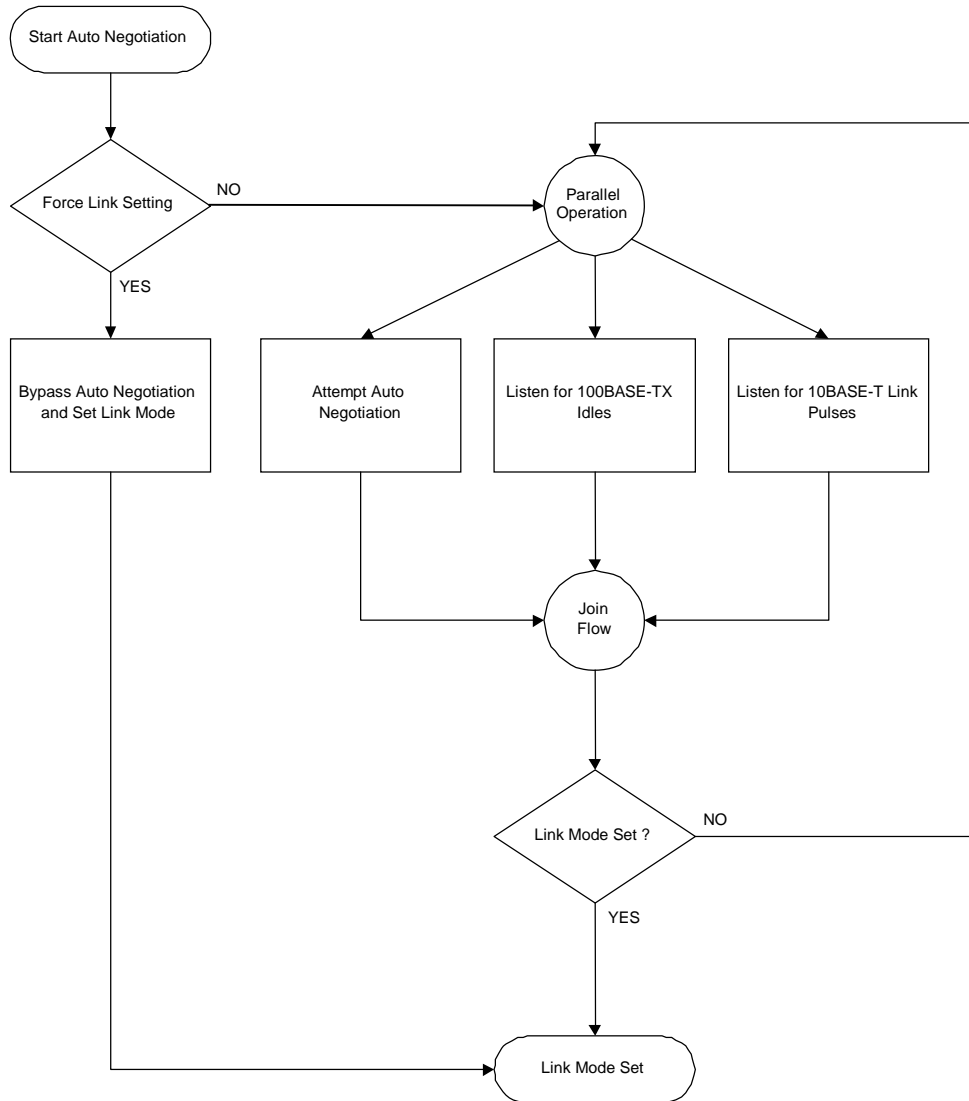 Start Auto Negotiation
Force Link Setting
NO
Parallel
Operation
YES
Bypass Auto Negotiation
and Set Link Mode
Attempt Auto
Negotiation
Listen for 100BASE-TX
Idles
Listen for 10BASE-T Link
Pulses
Join
Flow
Link Mode Set ?
NO
YES
Link Mode Set